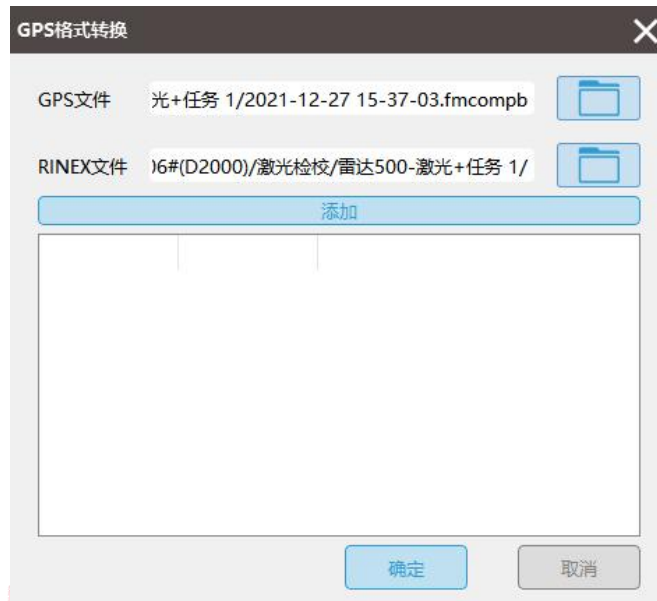 GPS格式转换
GPS文件 光+任务 1/2021-12-27 15-37-03.fmcompb
RINEX文件 )6#(D2000)/激光检校/雷达500-激光+任务 1/
添加
确定 取消